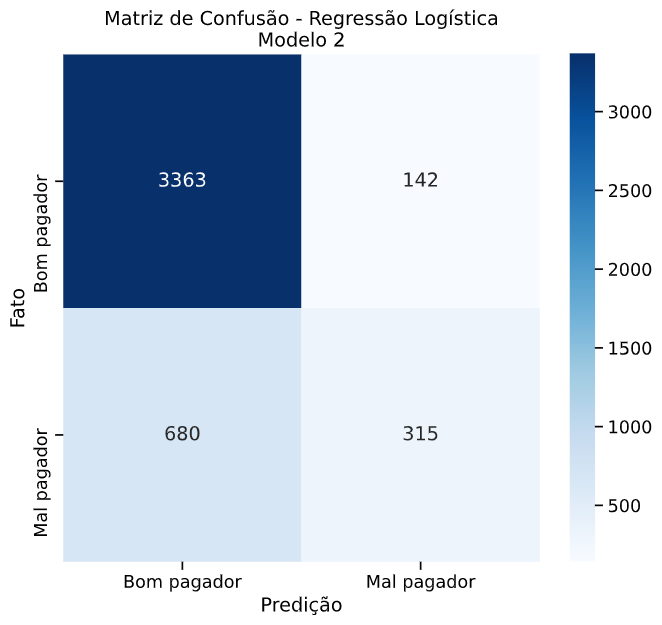 Matriz de Confusão - Regressão Logística
Modelo 2
Fato
Bom pagador
3363
142
Mal pagador
680
315
Bom pagador
Mal pagador
Predição
3000
2500
2000
1500
1000
500